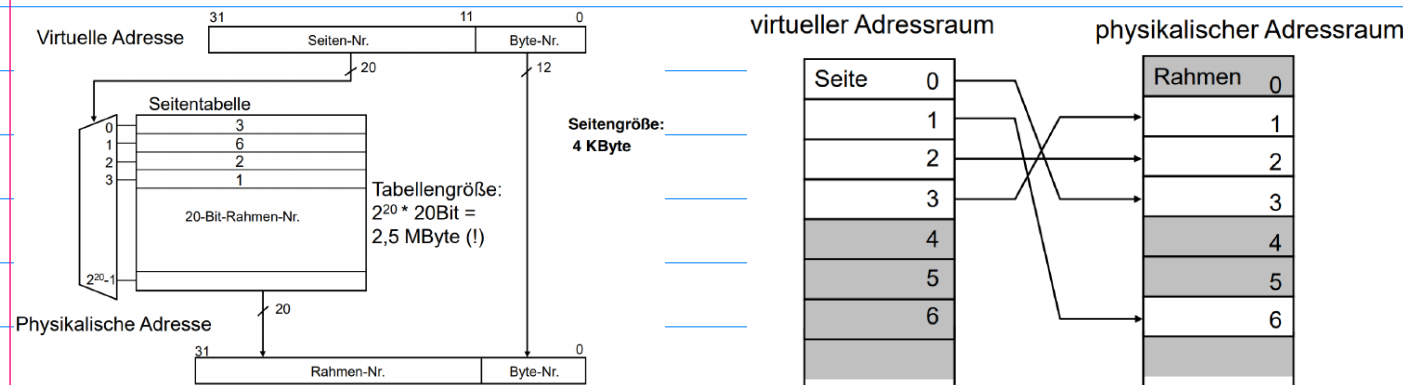 31 11 0
Virtuelle Adresse
Seiten-Nr. Byte-Nr.
20 12
Seitentabelle
0 3
1 6
2 2
3 1
20-Bit-Rahmen-Nr.
2²⁰-1
Tabellengröße:
2²⁰ * 20Bit =
2,5 MByte (!)
Seitengröße:
4 KByte
20
Physikalische Adresse
31 0
Rahmen-Nr. Byte-Nr.
virtueller Adressraum
Seite 0
1
2
3
4
5
6
physikalischer Adressraum
Rahmen 0
1
2
3
4
5
6